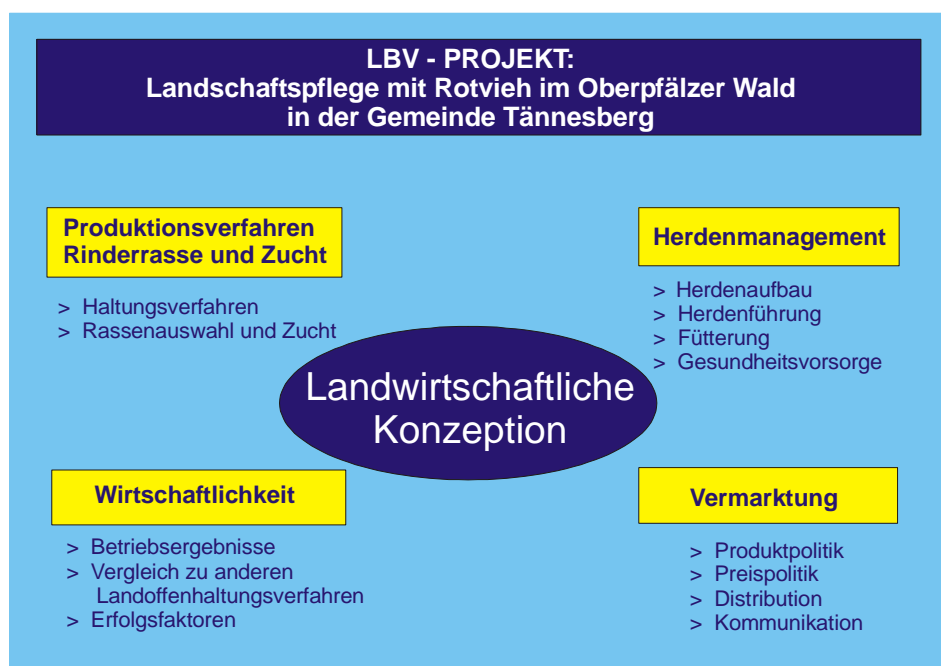 LBV - PROJEKT:
Landschaftspflege mit Rotvieh im Oberpfälzer Wald
in der Gemeinde Tännesberg
Produktionsverfahren
Rinderrasse und Zucht
> Haltungsverfahren
> Rassenauswahl und Zucht
Herdenmanagement
> Herdenaufbau
> Herdenführung
> Fütterung
> Gesundheitsvorsorge
Landwirtschaftliche
Konzeption
Wirtschaftlichkeit
> Betriebsergebnisse
> Vergleich zu anderen
Landoffenhaltungsverfahren
> Erfolgsfaktoren
Vermarktung
> Produktpolitik
> Preispolitik
> Distribution
> Kommunikation